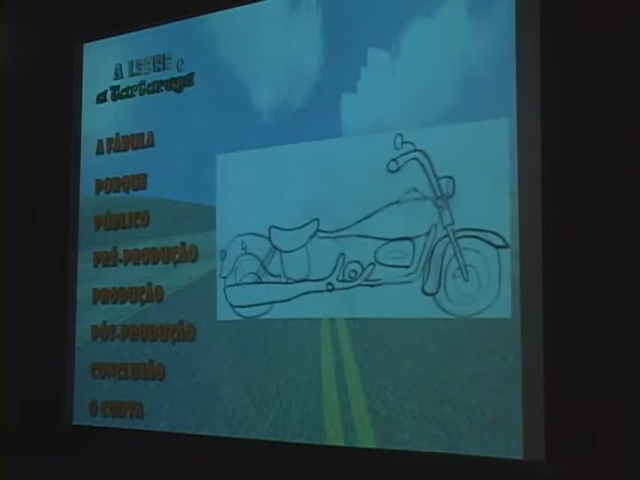 A LEBRE e
a Tartaruga
A FÁBULA
PORQUE
PÚBLICO
PRÉ-PRODUÇÃO
PRODUÇÃO
PÓS-PRODUÇÃO
CONCLUSÃO
O CURTA